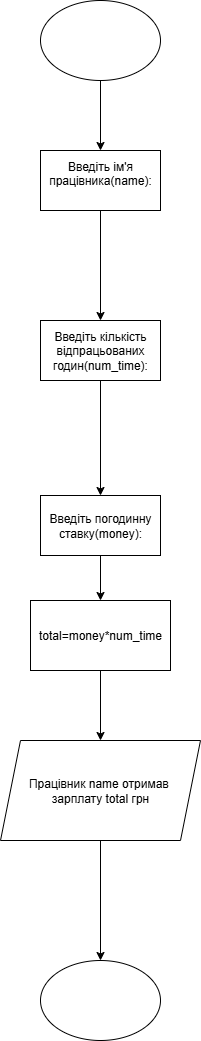 Введіть ім'я
працівника(name):
Введіть кількість
відпрацьованих
годин(num_time):
Введіть погодинну
ставку(money):
total=money*num_time
Працівник name отримав
зарплату total грн